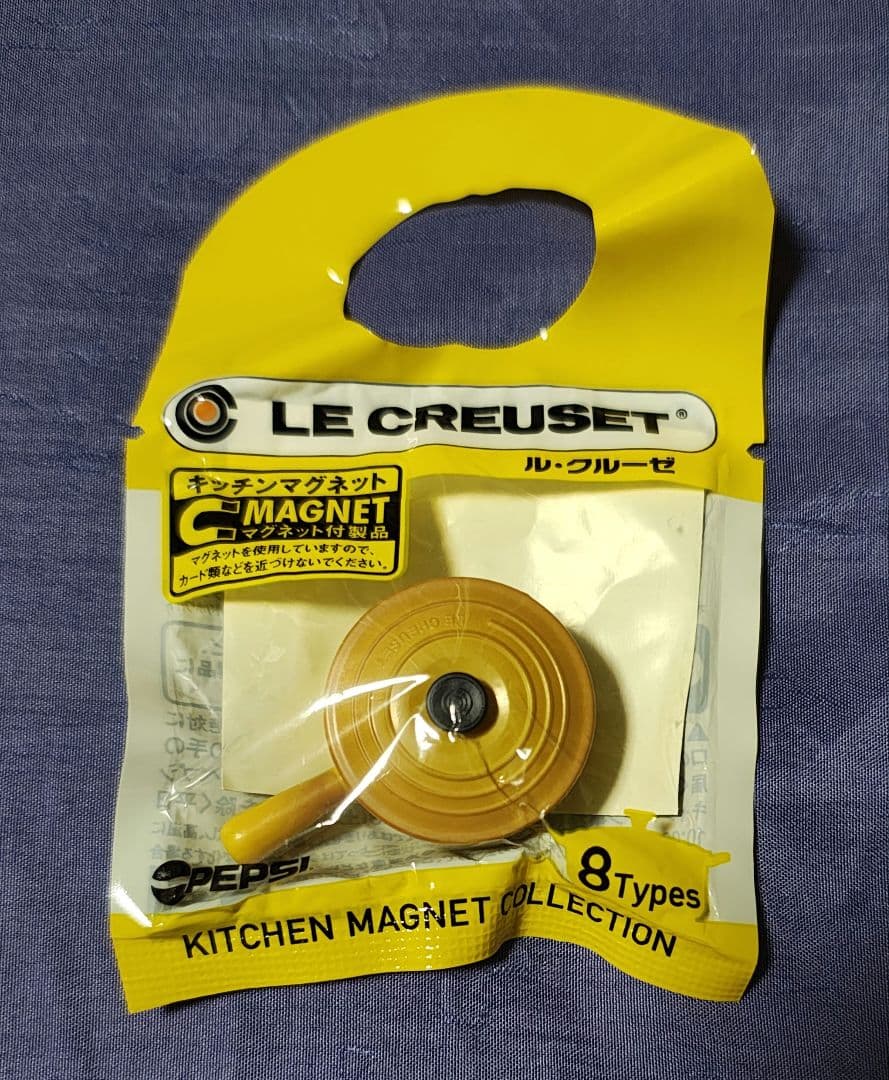 LE CREUSET®
ル・クルーゼ
キッチンマグネット
MAGNET
マグネット付製品
マグネットを使用していますので、
カード類などを近づけないでください。
LE CREUSET
PEPSI
8Types
KITCHEN MAGNET COLLECTION